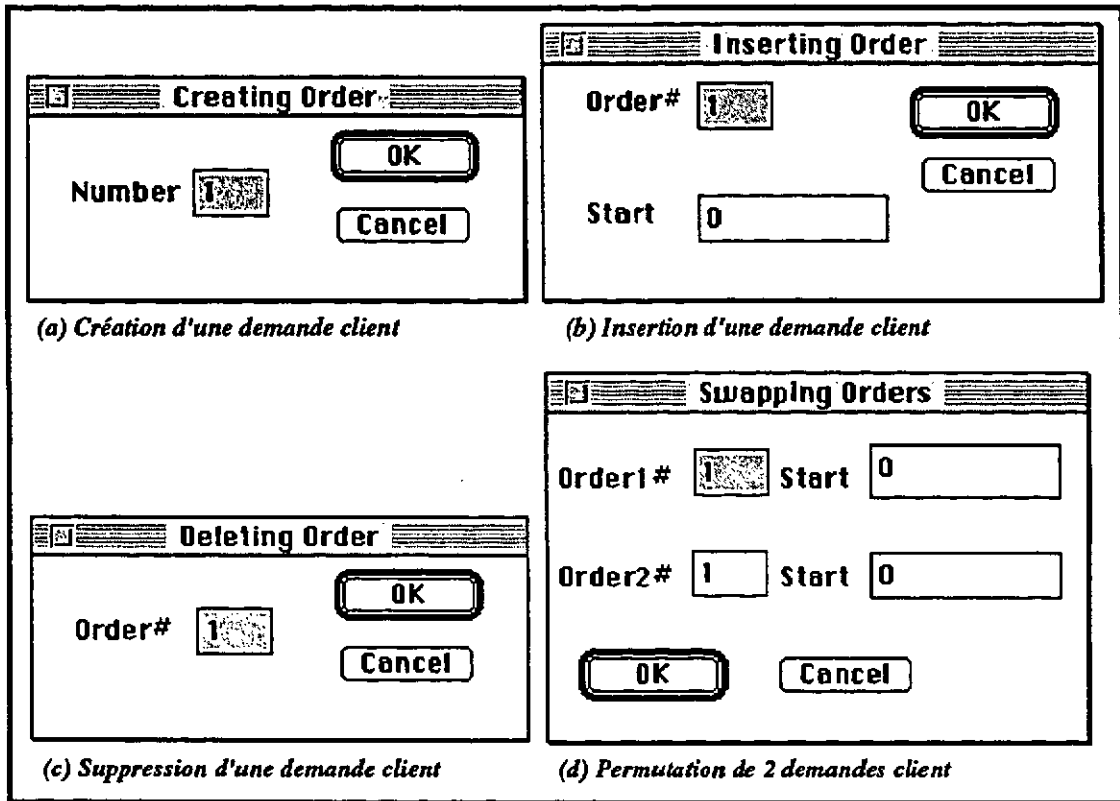 Creating Order
Number 1
OK
Cancel
(a) Création d'une demande client
Inserting Order
Order# 1
OK
Cancel
Start 0
(b) Insertion d'une demande client
Deleting Order
Order# 1
OK
Cancel
(c) Suppression d'une demande client
Swapping Orders
Order1# 1 Start 0
Order2# 1 Start 0
OK Cancel
(d) Permutation de 2 demandes client